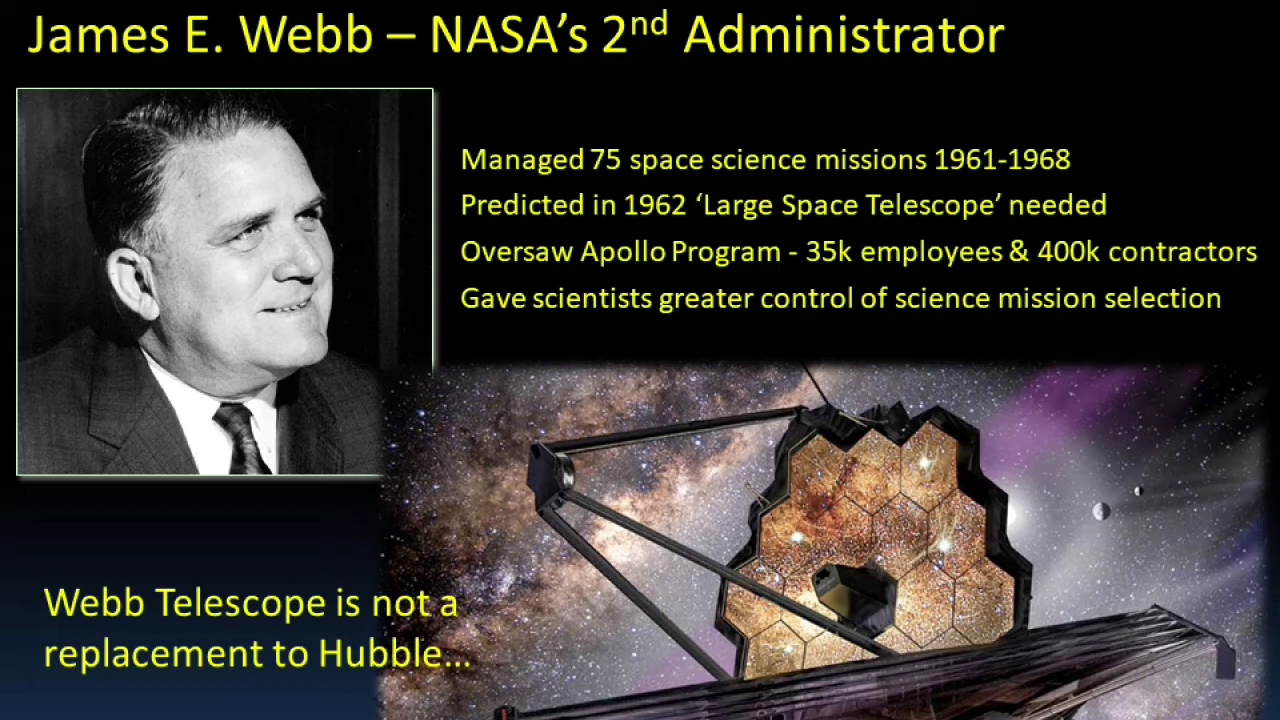 James E. Webb – NASA's 2nd Administrator
Managed 75 space science missions 1961-1968
Predicted in 1962 ‘Large Space Telescope’ needed
Oversaw Apollo Program - 35k employees & 400k contractors
Gave scientists greater control of science mission selection
Webb Telescope is not a
replacement to Hubble...